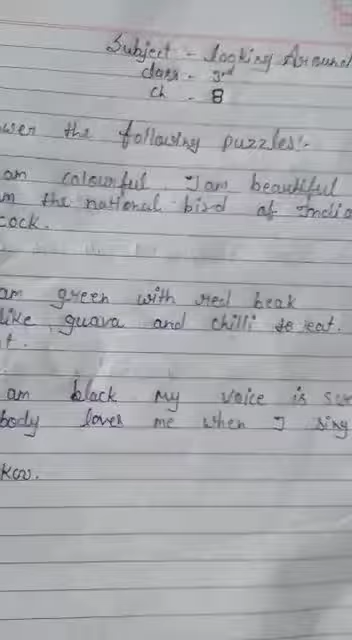 Subject - Looking Around
class - 3rd
ch - 8
wer the following puzzles:-
am colourful I am beautiful
m the national bird of India
cock.
am green with red beak
like guava and chilli to eat.
t.
am black My voice is
body loves me when I sing